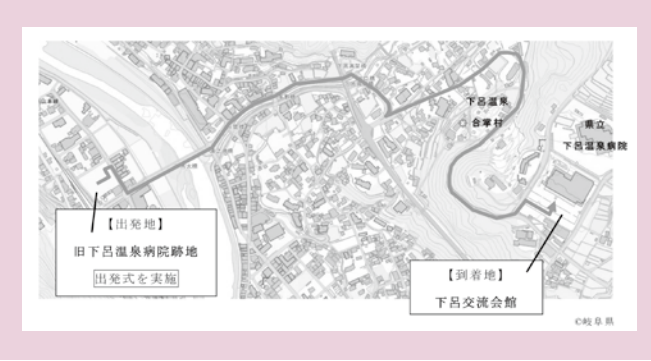 下呂温泉
合掌村
県立
下呂温泉病院
【出発地】
旧下呂温泉病院跡地
出発式を実施
【到着地】
下呂交流会館
©岐阜県